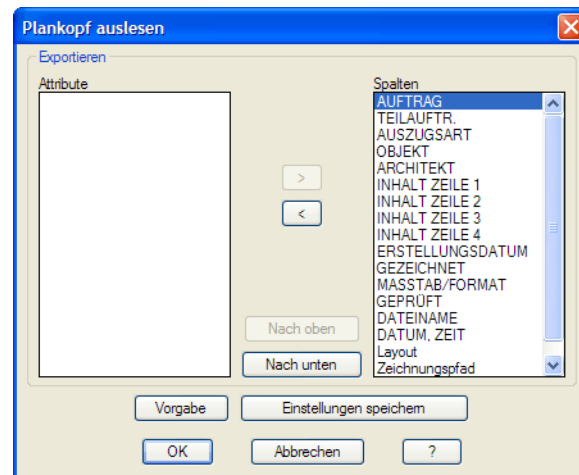 Plankopf auslesen
Exportieren
Attribute
Spalten
AUFTRAG
TEILAUFTR.
AUSZUGSART
OBJEKT
ARCHITEKT
INHALT ZEILE 1
INHALT ZEILE 2
INHALT ZEILE 3
INHALT ZEILE 4
ERSTELLUNGSDATUM
GEZEICHNET
MASSTAB/FORMAT
GEPRÜFT
DATEINAME
DATUM, ZEIT
Layout
Zeichnungspfad
>
<
Nach oben
Nach unten
Vorgabe
Einstellungen speichern
OK
Abbrechen
?